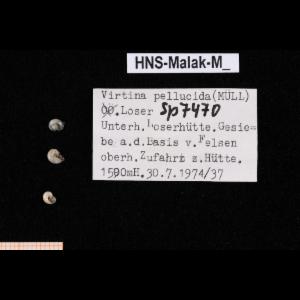 HNS-Malak-M_
Virtina pellucida(MÜLL)
OÖ.Loser Sp7470
Unterh.Loserhütte.Gesie=
be a.d.Basis v.Felsen
oberh.Zufahrt z.Hütte.
1500mH.30.7.1974/37